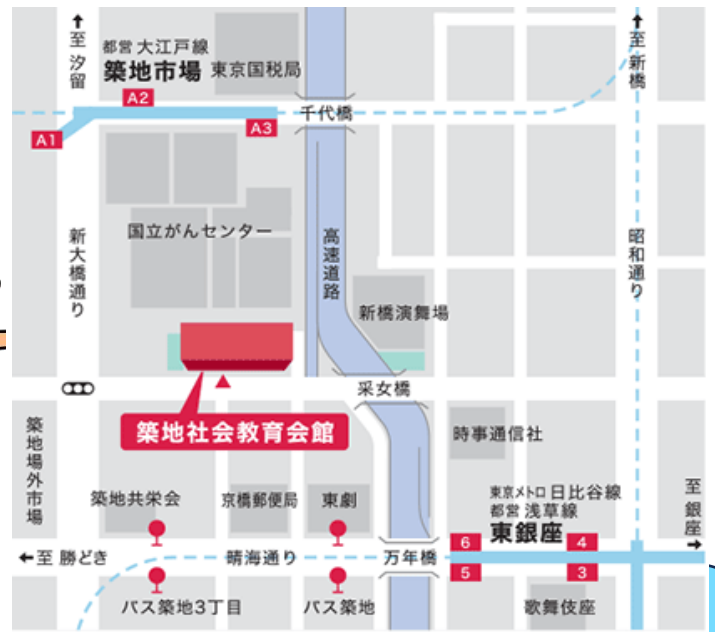 至 汐留
都営 大江戸線
築地市場
東京国税局
至 新橋
A2
A1
A3
千代橋
新大橋通り
国立がんセンター
高速道路
昭和通り
新橋演舞場
采女橋
築地社会教育会館
築地場外市場
時事通信社
築地共栄会
京橋郵便局
東劇
東京メトロ 日比谷線
都営 浅草線
東銀座
至 銀座
6
4
←至 勝どき
晴海通り
万年橋
5
3
バス築地3丁目
バス築地
歌舞伎座